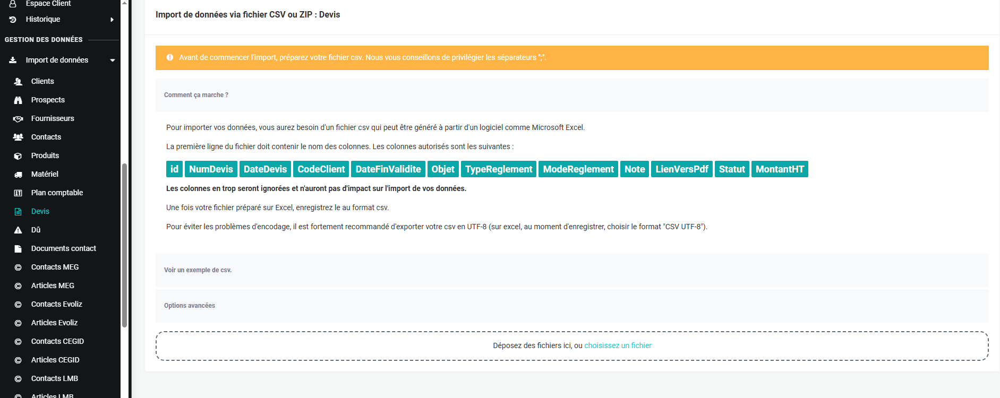 Espace Client
Historique
GESTION DES DONNÉES
Import de données
Clients
Prospects
Fournisseurs
Contacts
Produits
Matériel
Plan comptable
Devis
Dû
Documents contact
Contacts MEG
Articles MEG
Contacts Evoliz
Articles Evoliz
Contacts CEGID
Articles CEGID
Contacts LMB
Articles LMB
Import de données via fichier CSV ou ZIP : Devis
Avant de commencer l'import, préparez votre fichier csv. Nous vous conseillons de privilégier les séparateurs ";".
Comment ça marche ?
Pour importer vos données, vous aurez besoin d'un fichier csv qui peut être généré à partir d'un logiciel comme Microsoft Excel.
La première ligne du fichier doit contenir le nom des colonnes. Les colonnes autorisés sont les suivantes :
id NumDevis DateDevis CodeClient DateFinValidite Objet TypeReglement ModeReglement Note LienVersPdf Statut MontantHT
Les colonnes en trop seront ignorées et n'auront pas d'impact sur l'import de vos données.
Une fois votre fichier préparé sur Excel, enregistrez le au format csv.
Pour éviter les problèmes d'encodage, il est fortement recommandé d'exporter votre csv en UTF-8 (sur excel, au moment d'enregistrer, choisir le format "CSV UTF-8").
Voir un exemple de csv.
Options avancées
Déposez des fichiers ici, ou choisissez un fichier